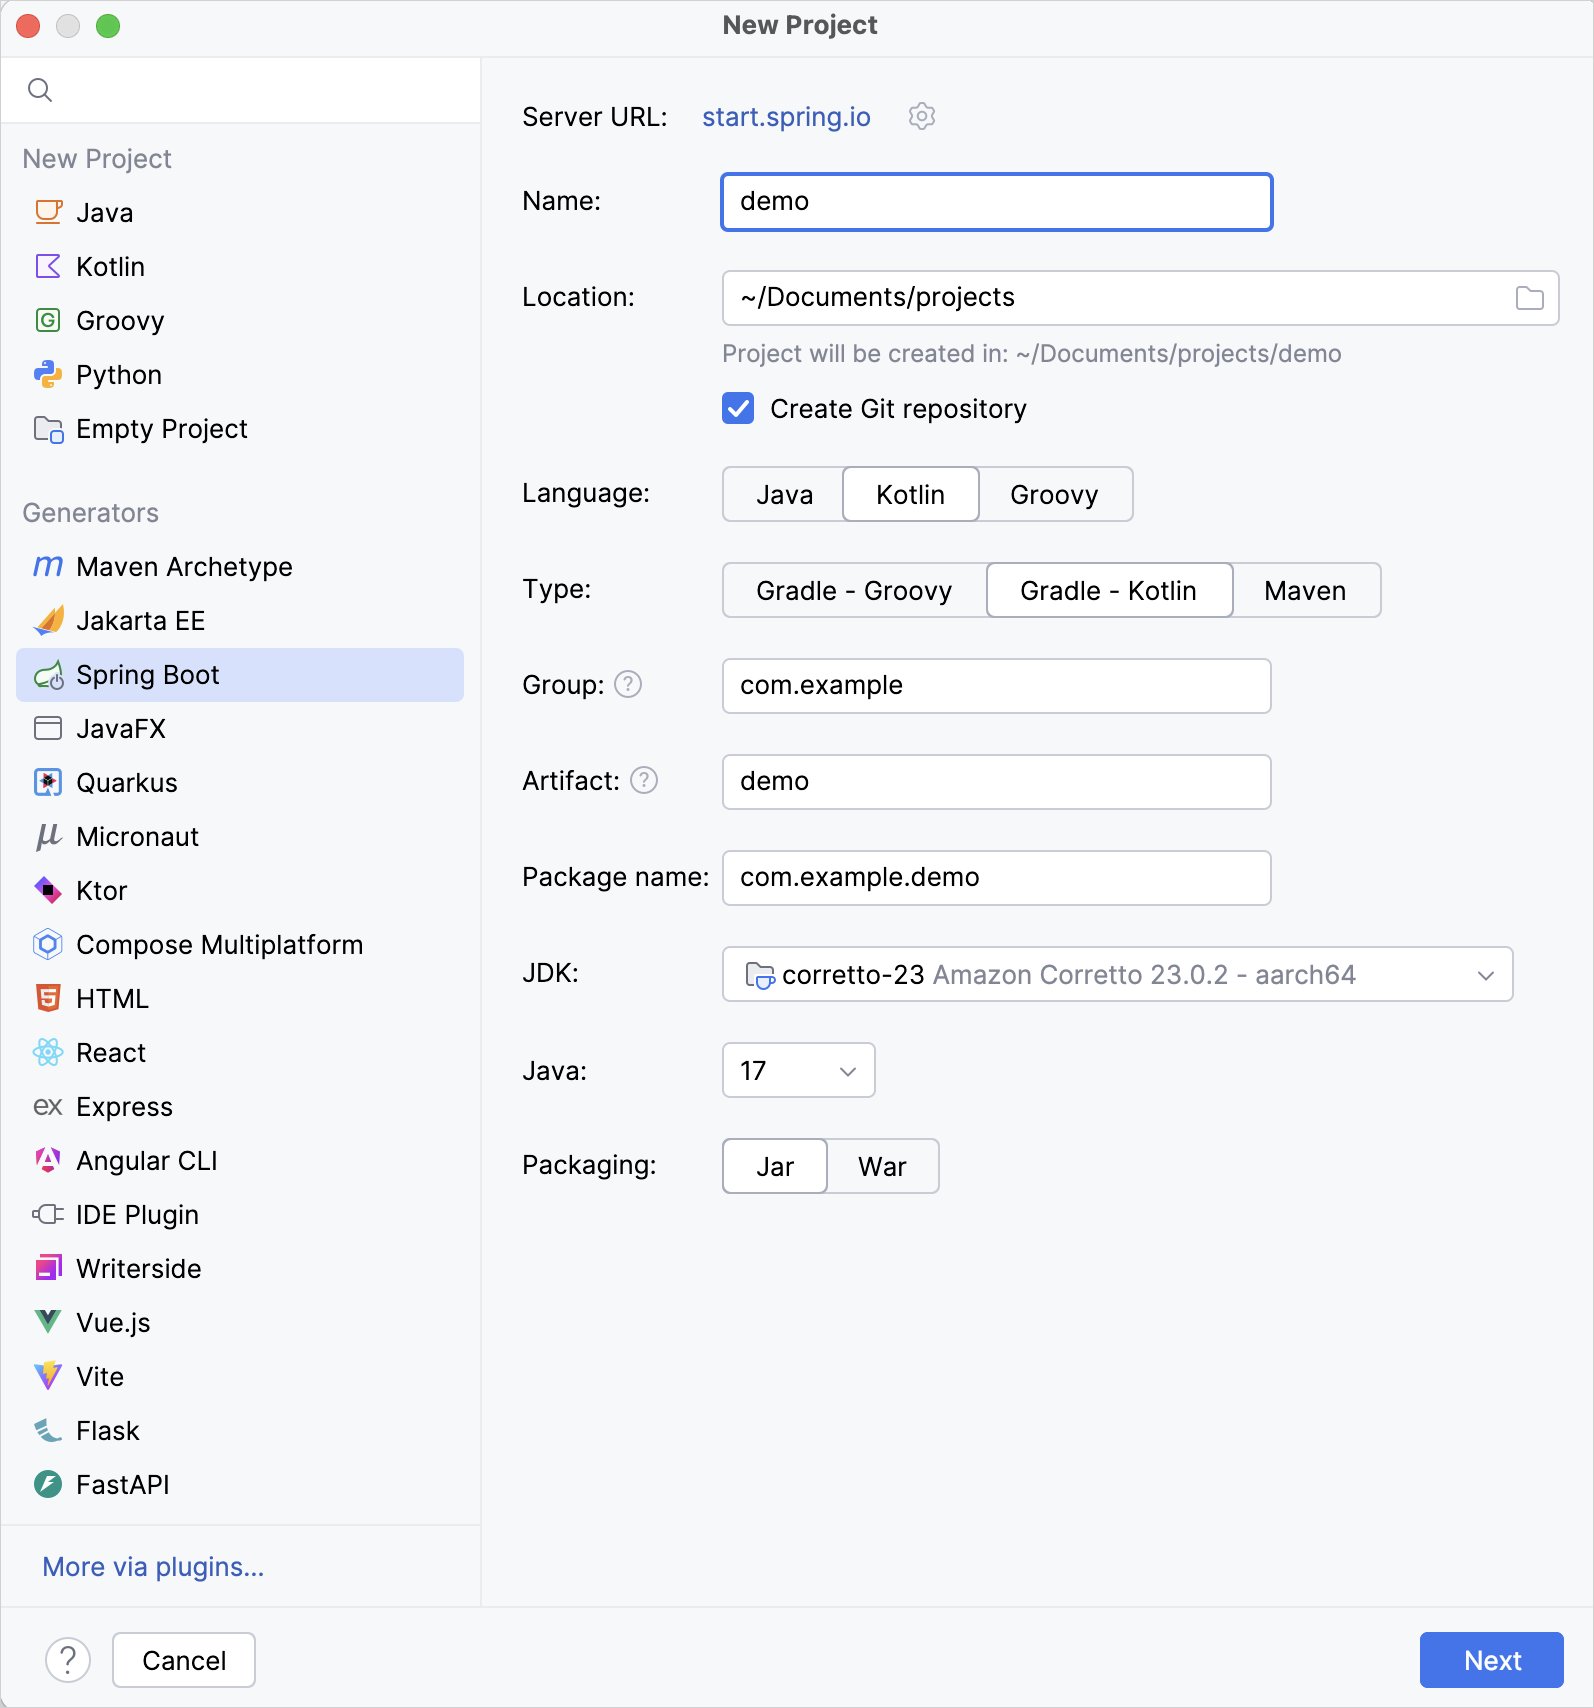 New Project
New Project
Java
Kotlin
Groovy
Python
Empty Project
Generators
Maven Archetype
Jakarta EE
Spring Boot
JavaFX
Quarkus
Micronaut
Ktor
Compose Multiplatform
HTML
React
ex Express
Angular CLI
IDE Plugin
Writerside
Vue.js
Vite
Flask
FastAPI
More via plugins...
Server URL: start.spring.io
Name: demo
Location: ~/Documents/projects
Project will be created in: ~/Documents/projects/demo
Create Git repository
Language: Java Kotlin Groovy
Type: Gradle - Groovy Gradle - Kotlin Maven
Group: ? com.example
Artifact: ? demo
Package name: com.example.demo
JDK: corretto-23 Amazon Corretto 23.0.2 - aarch64
Java: 17
Packaging: Jar War
? Cancel Next